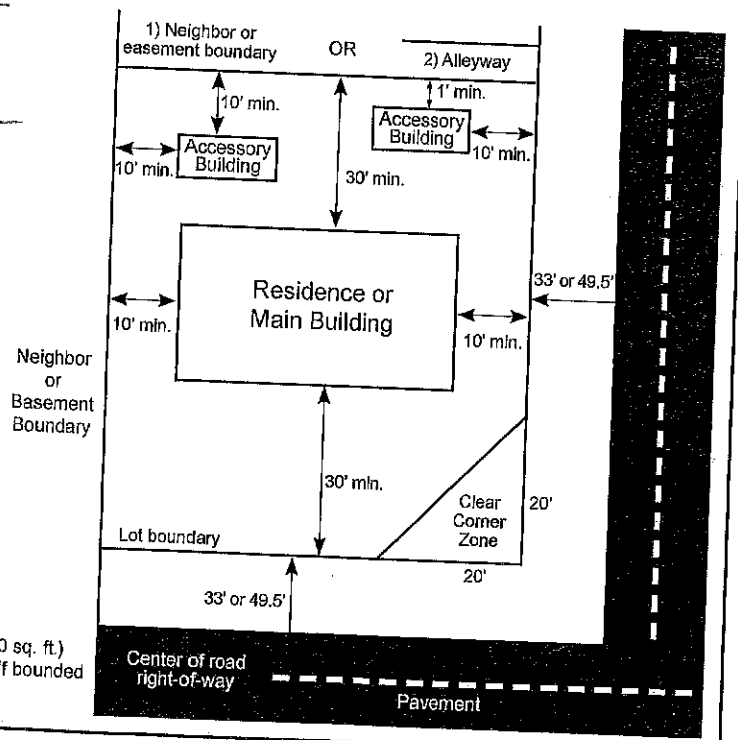 1) Neighbor or
easement boundary
OR
2) Alleyway
10' min.
1' min.
Accessory
Building
Accessory
Building
10' min.
10' min.
30' min.
33' or 49.5'
Residence or
Main Building
10' min.
10' min.
Neighbor
or
Basement
Boundary
30' min.
Clear
Corner
Zone
20'
Lot boundary
20'
33' or 49.5'
0 sq. ft.)
ff bounded
Center of road
right-of-way
Pavement